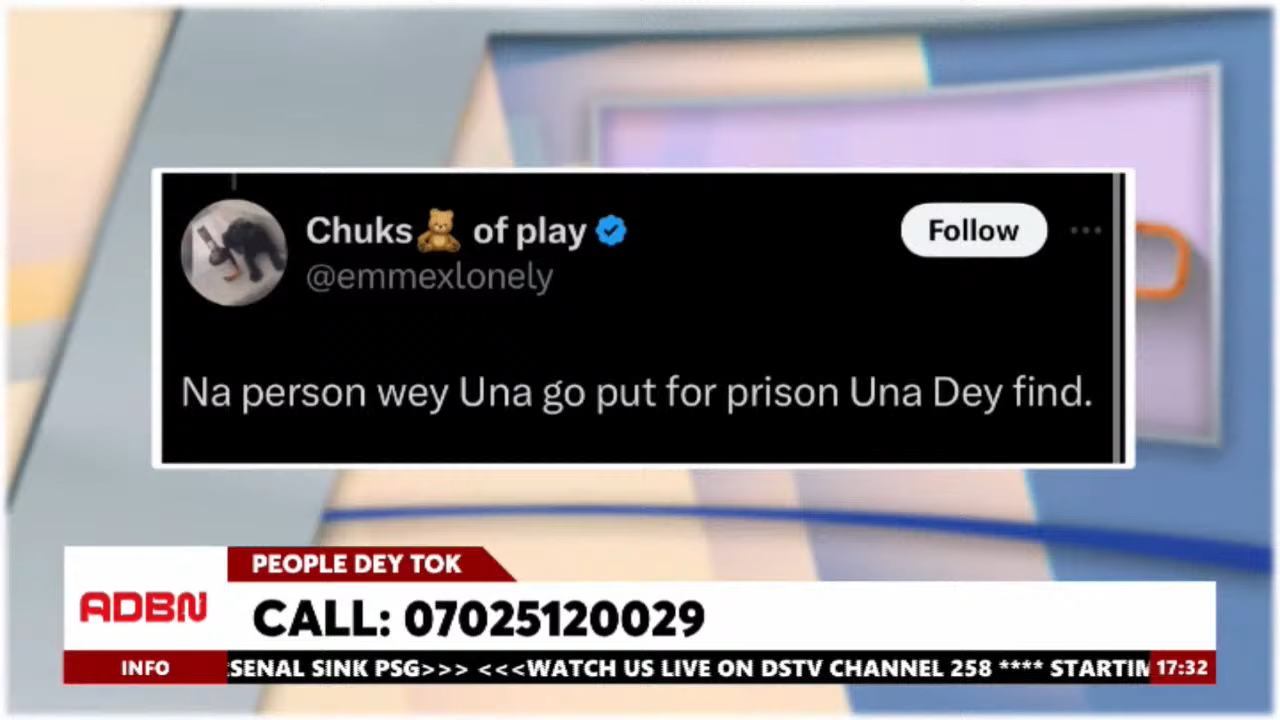 Chuks🧸 of play
Follow
@emmexlonely
Na person wey Una go put for prison Una Dey find.
PEOPLE DEY TOK
ADBN
CALL: 07025120029
INFO
SENAL SINK PSG>>> <<<WATCH US LIVE ON DSTV CHANNEL 258 **** STARTIM
17:32